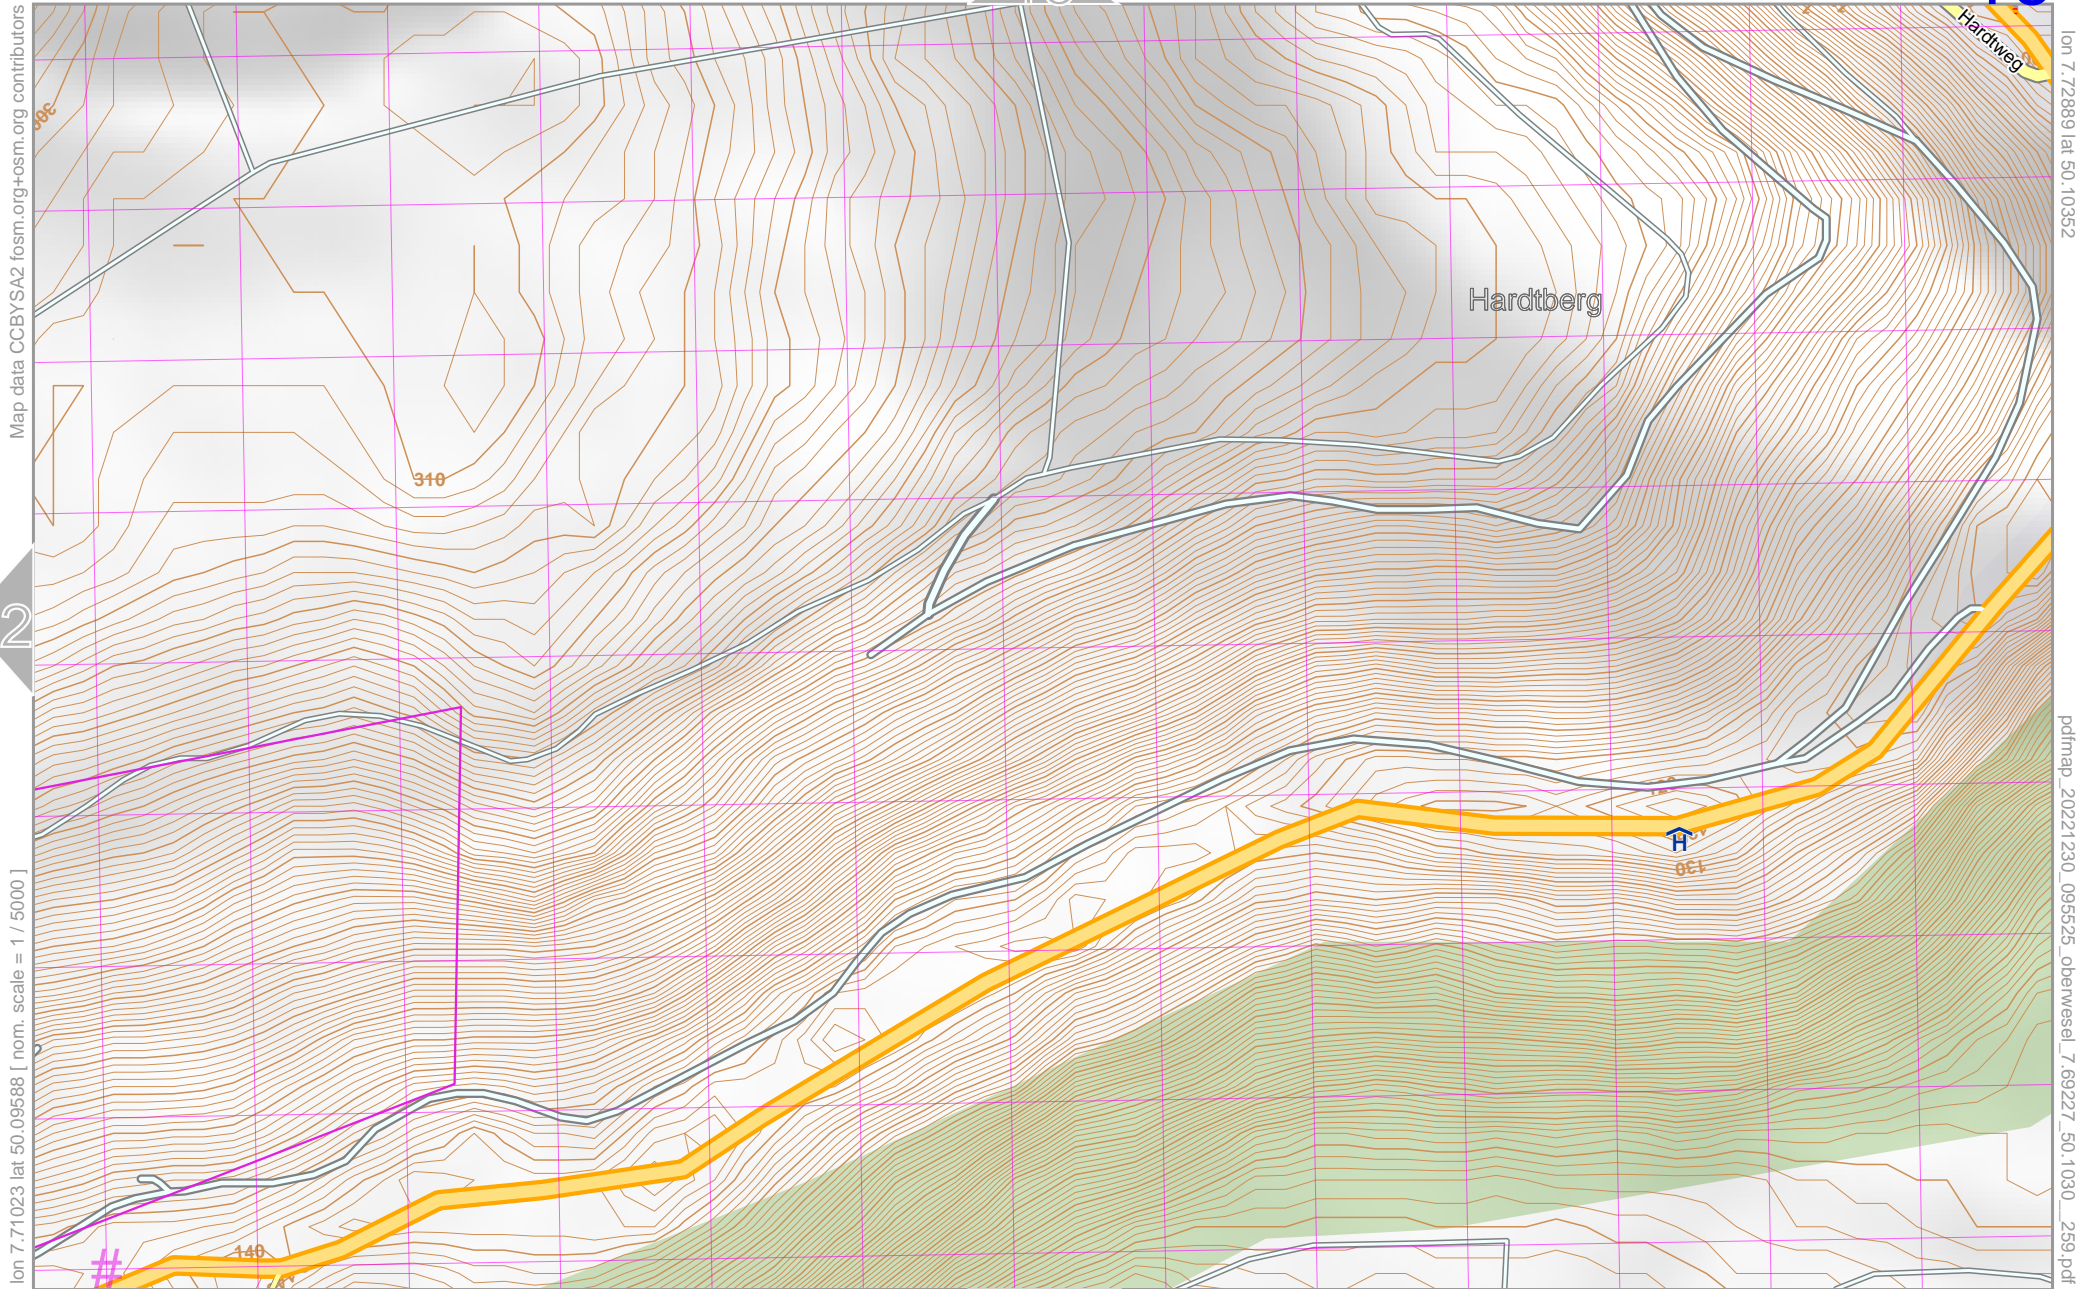 Map data CCBYSA2 fosm.org+osm.org contributors
lon 7.71023 lat 50.09588 [ nom. scale = 1 / 5000 ]
lon 7.72889 lat 50.10352
pdfmap_20221230_095525_oberwesel_7.69227_50.1030__259.pdf
Hardtweg
Hardtberg
310
2
H
130
140
#